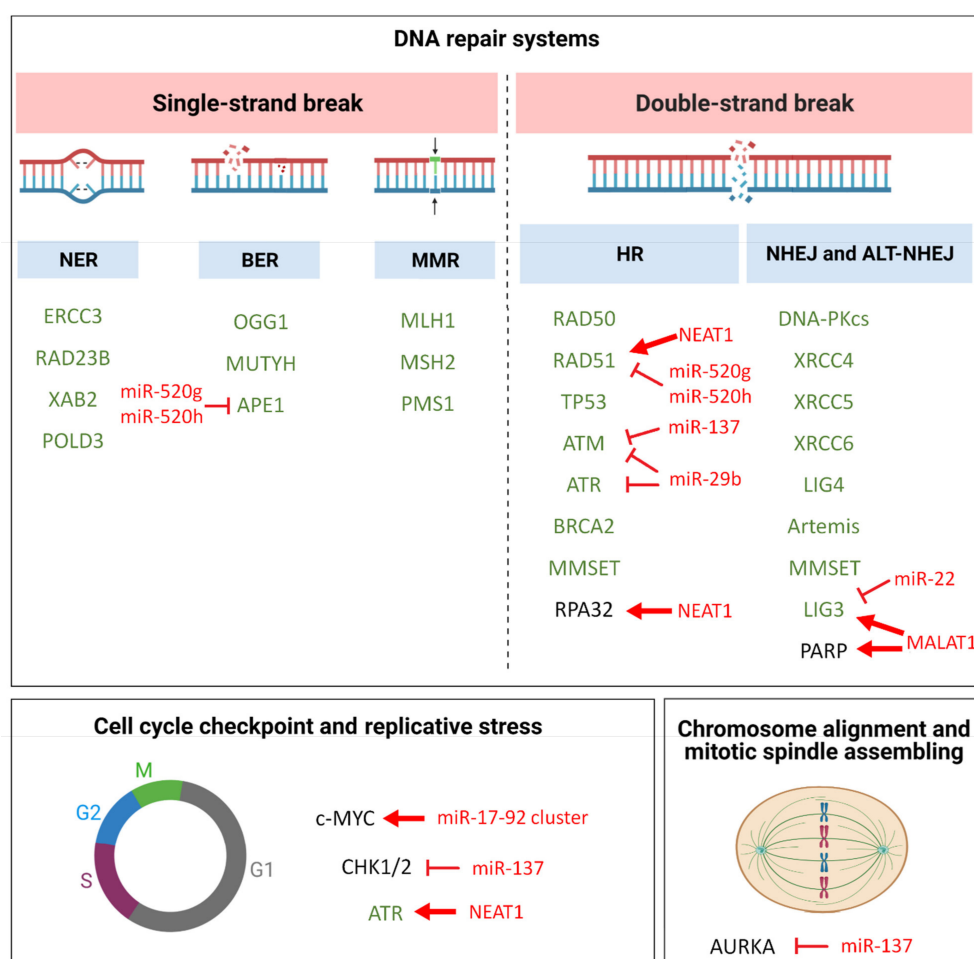 DNA repair systems
Single-strand break
Double-strand break
NER
BER
MMR
HR
NHEJ and ALT-NHEJ
ERCC3
RAD23B
XAB2
POLD3
miR-520g
miR-520h
OGG1
MUTYH
APE1
MLH1
MSH2
PMS1
RAD50
RAD51
TP53
ATM
ATR
BRCA2
MMSET
RPA32
NEAT1
miR-520g
miR-520h
miR-137
miR-29b
NEAT1
DNA-PKcs
XRCC4
XRCC5
XRCC6
LIG4
Artemis
MMSET
LIG3
PARP
miR-22
MALAT1
Cell cycle checkpoint and replicative stress
M
G2
S
G1
c-MYC
miR-17-92 cluster
CHK1/2
miR-137
ATR
NEAT1
Chromosome alignment and
mitotic spindle assembling
AURKA
miR-137